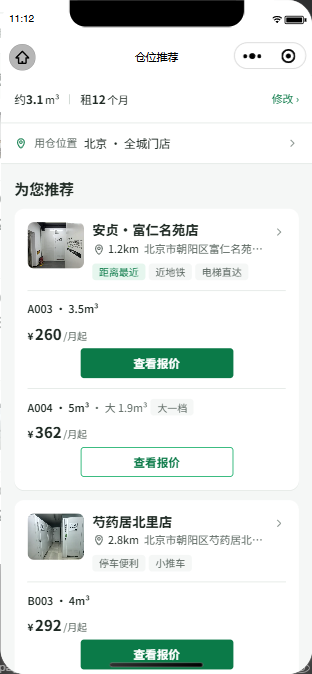 11:12
仓位推荐
约3.1m³ 租12个月 修改 ›
用仓位置 北京 · 全城门店
为您推荐
安贞·富仁名苑店
1.2km 北京市朝阳区富仁名苑…
距离最近 近地铁 电梯直达
A003 · 3.5m³
¥260/月起
查看报价
A004 · 5m³ · 大 1.9m³ 大一档
¥362/月起
查看报价
芍药居北里店
2.8km 北京市朝阳区芍药居北…
停车便利 小推车
B003 · 4m³
¥292/月起
查看报价